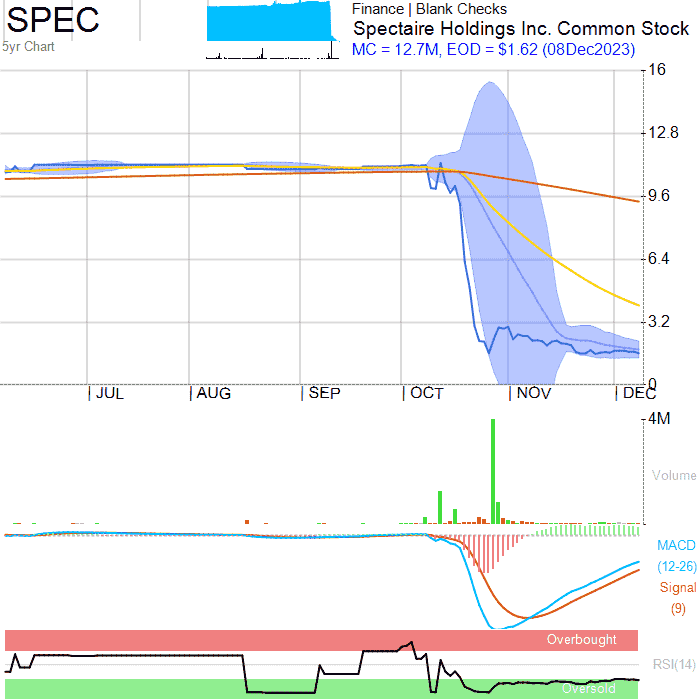 SPEC
5yr Chart
Finance | Blank Checks
Spectaire Holdings Inc. Common Stock
MC = 12.7M, EOD = $1.62 (08Dec2023)
16
12.8
9.6
6.4
3.2
0
JUL AUG SEP OCT NOV DEC
4M
Volume
MACD
(12-26)
Signal
(9)
Overbought
RSI(14)
Oversold